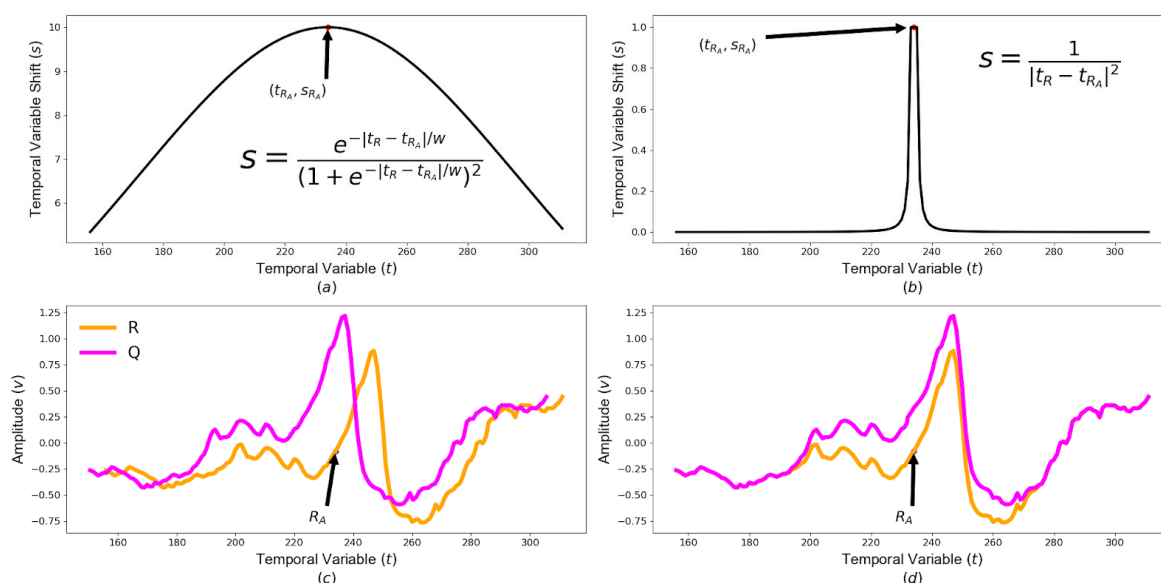 10
9
8
7
6
Temporal Variable Shift (s)
(t_{R_A}, s_{R_A})
s = \frac{e^{-|t_R - t_{R_A}|/w}}{(1 + e^{-|t_R - t_{R_A}|/w})^2}
160 180 200 220 240 260 280 300
Temporal Variable (t)
(a)
1.0
0.8
0.6
0.4
0.2
0.0
Temporal Variable Shift (s)
(t_{R_A}, s_{R_A})
s = \frac{1}{|t_R - t_{R_A}|^2}
160 180 200 220 240 260 280 300
Temporal Variable (t)
(b)
1.25
1.00
0.75
0.50
0.25
0.00
−0.25
−0.50
−0.75
Amplitude (v)
R
Q
R_A
160 180 200 220 240 260 280 300
Temporal Variable (t)
(c)
1.25
1.00
0.75
0.50
0.25
0.00
−0.25
−0.50
−0.75
Amplitude (v)
R_A
160 180 200 220 240 260 280 300
Temporal Variable (t)
(d)